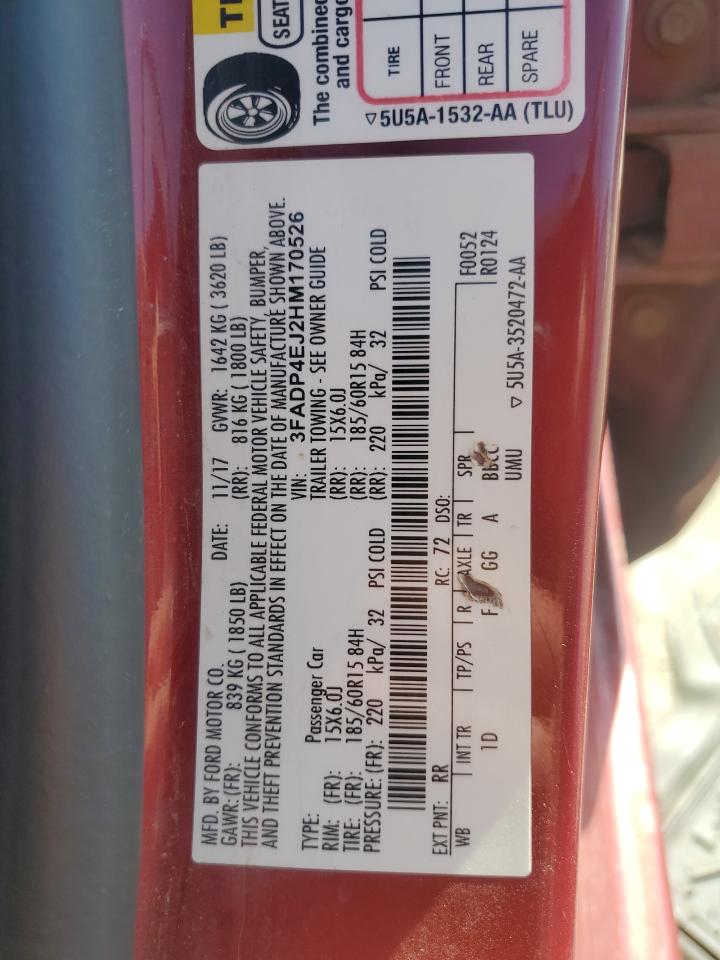 TIRE
FRONT
REAR
SPARE
SEAT
The combined
and cargo
▽5U5A-1532-AA (TLU)
MFD. BY FORD MOTOR CO. DATE: 11/17 GVWR: 1642 KG ( 3620 LB)
GAWR: (FR): 839 KG ( 1850 LB) (RR): 816 KG ( 1800 LB)
THIS VEHICLE CONFORMS TO ALL APPLICABLE FEDERAL MOTOR VEHICLE SAFETY, BUMPER,
AND THEFT PREVENTION STANDARDS IN EFFECT ON THE DATE OF MANUFACTURE SHOWN ABOVE.
VIN: 3FADP4EJ2HM170526
TYPE: Passenger Car TRAILER TOWING - SEE OWNER GUIDE
RIM: (FR): 15X6.0J (RR): 15X6.0J
TIRE: (FR): 185/60R15 84H (RR): 185/60R15 84H
PRESSURE: (FR): 220 kPa/ 32 PSI COLD (RR): 220 kPa/ 32 PSI COLD
EXT PNT: RR RC: 72 DSO: F0052
WB INT TR TP/PS R AXLE TR SPR R0124
1D F GG A
UMU ▽ 5U5A-3520472-AA